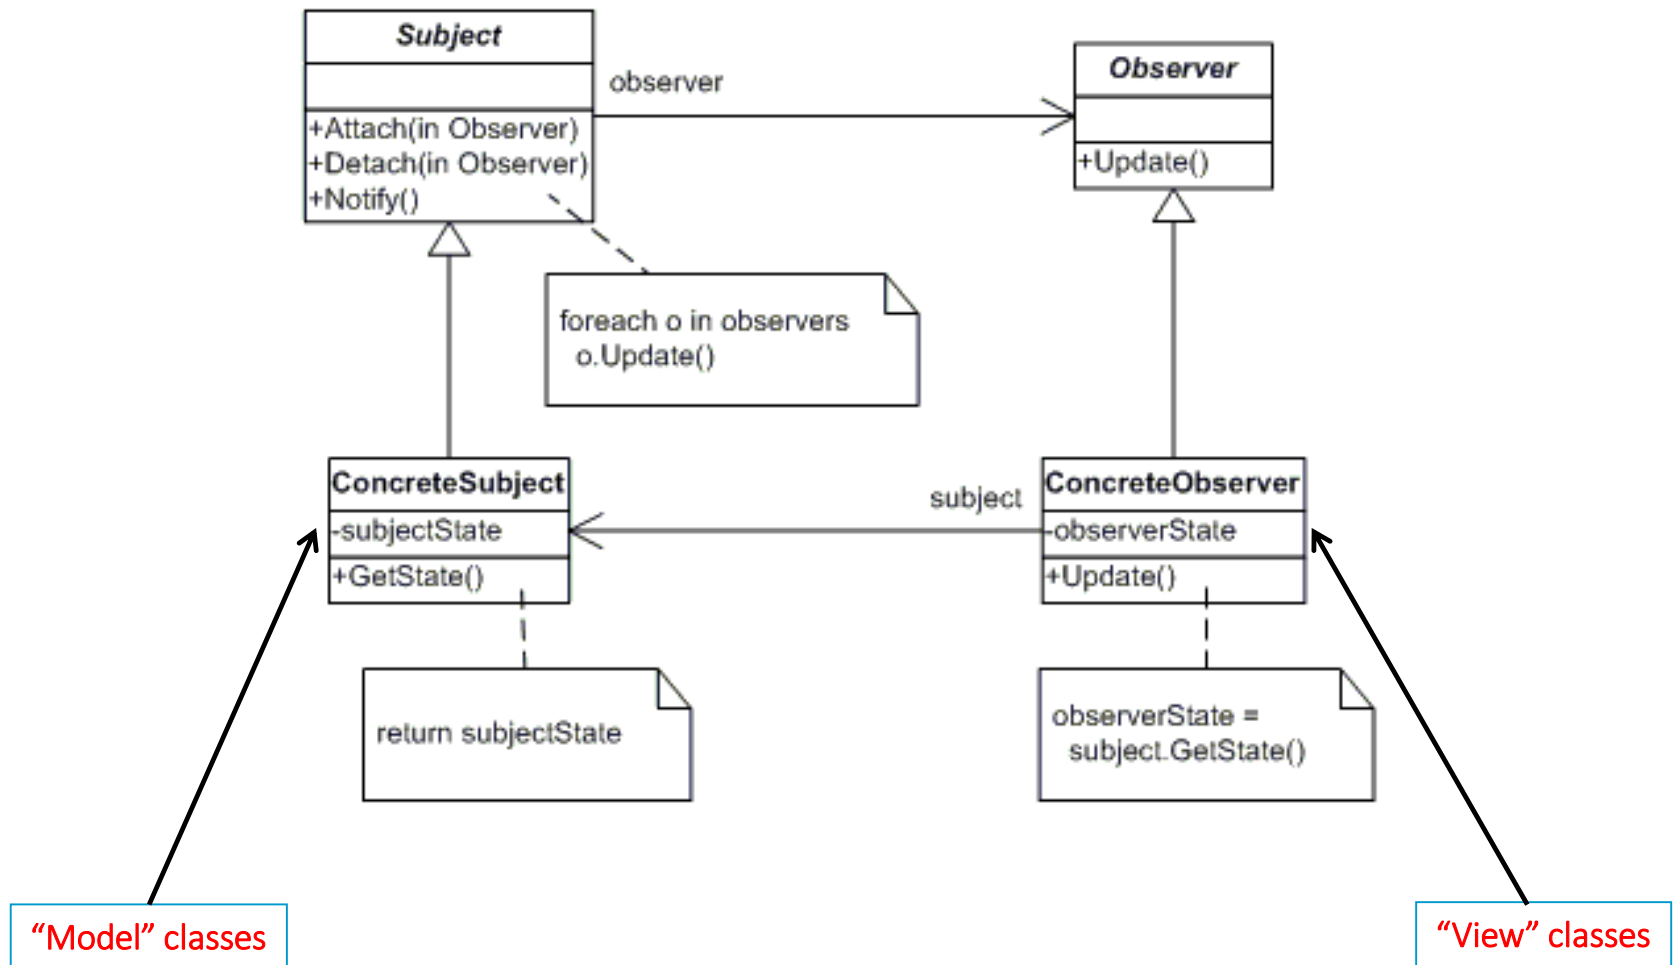 Subject
+Attach(in Observer)
+Detach(in Observer)
+Notify()
observer
Observer
+Update()
foreach o in observers
o.Update()
ConcreteSubject
-subjectState
+GetState()
subject
ConcreteObserver
-observerState
+Update()
return subjectState
observerState =
subject.GetState()
“Model” classes
“View” classes